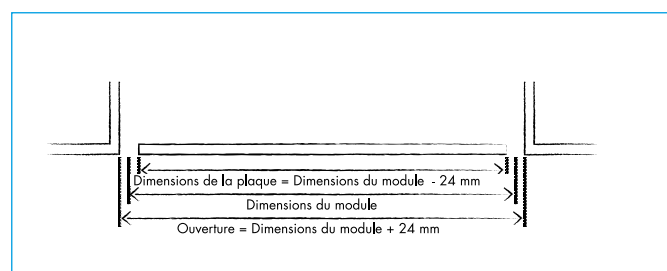 Dimensions de la plaque = Dimensions du module - 24 mm
Dimensions du module
Ouverture = Dimensions du module + 24 mm